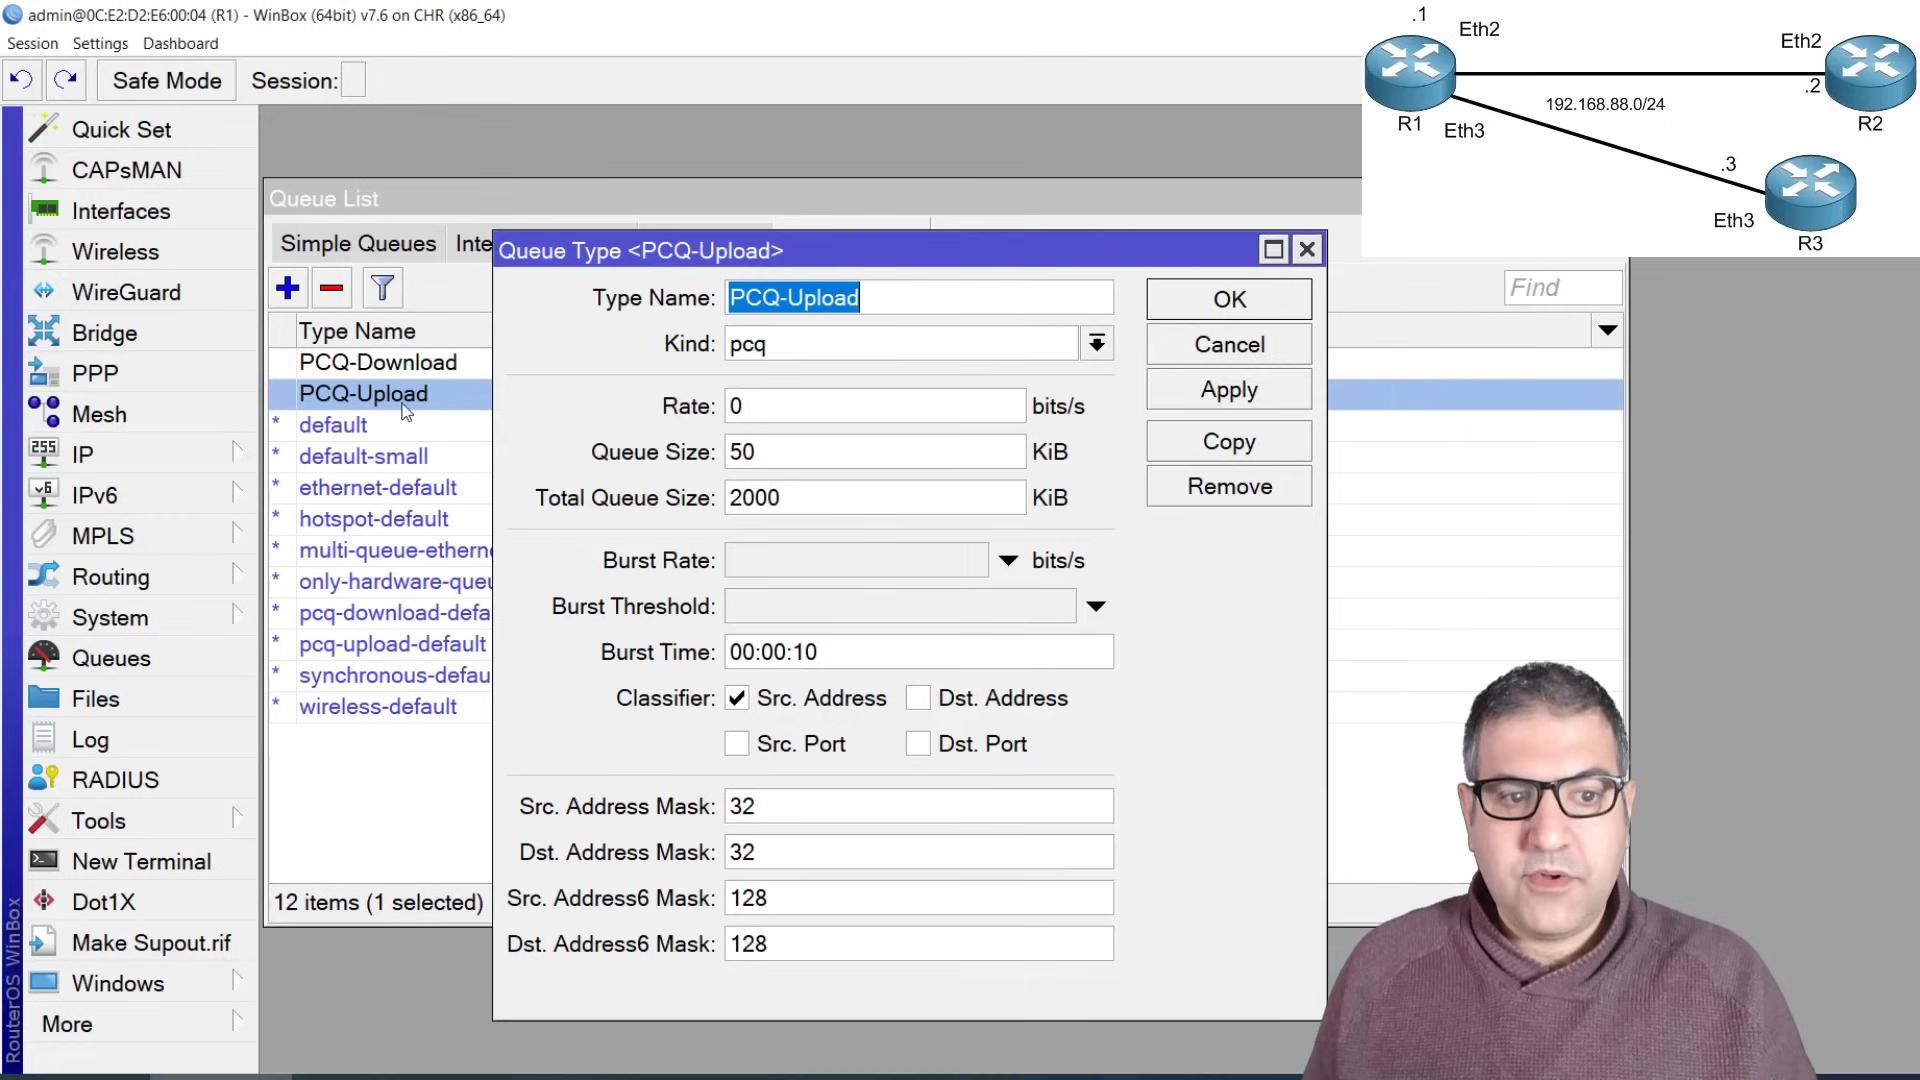 admin@0C:E2:D2:E6:00:04 (R1) - WinBox (64bit) v7.6 on CHR (x86_64)
Session Settings Dashboard
Safe Mode Session:
Quick Set
CAPsMAN
Interfaces
Wireless
WireGuard
Bridge
PPP
Mesh
IP
IPv6
MPLS
Routing
System
Queues
Files
Log
RADIUS
Tools
New Terminal
Dot1X
Make Supout.rif
Windows
More
RouterOS WinBox
255
v6
Queue List
Simple Queues Inte
Find
Type Name
PCQ-Download
PCQ-Upload
* default
* default-small
* ethernet-default
* hotspot-default
* multi-queue-etherne
* only-hardware-queu
* pcq-download-defa
* pcq-upload-default
* synchronous-defau
* wireless-default
12 items (1 selected)
Queue Type <PCQ-Upload>
Type Name: PCQ-Upload
Kind: pcq
Rate: 0 bits/s
Queue Size: 50 KiB
Total Queue Size: 2000 KiB
Burst Rate: bits/s
Burst Threshold:
Burst Time: 00:00:10
Classifier: Src. Address Dst. Address
Src. Port Dst. Port
Src. Address Mask: 32
Dst. Address Mask: 32
Src. Address6 Mask: 128
Dst. Address6 Mask: 128
OK
Cancel
Apply
Copy
Remove
.1
Eth2
Eth2
.2
192.168.88.0/24
R1
Eth3
R2
.3
Eth3
R3